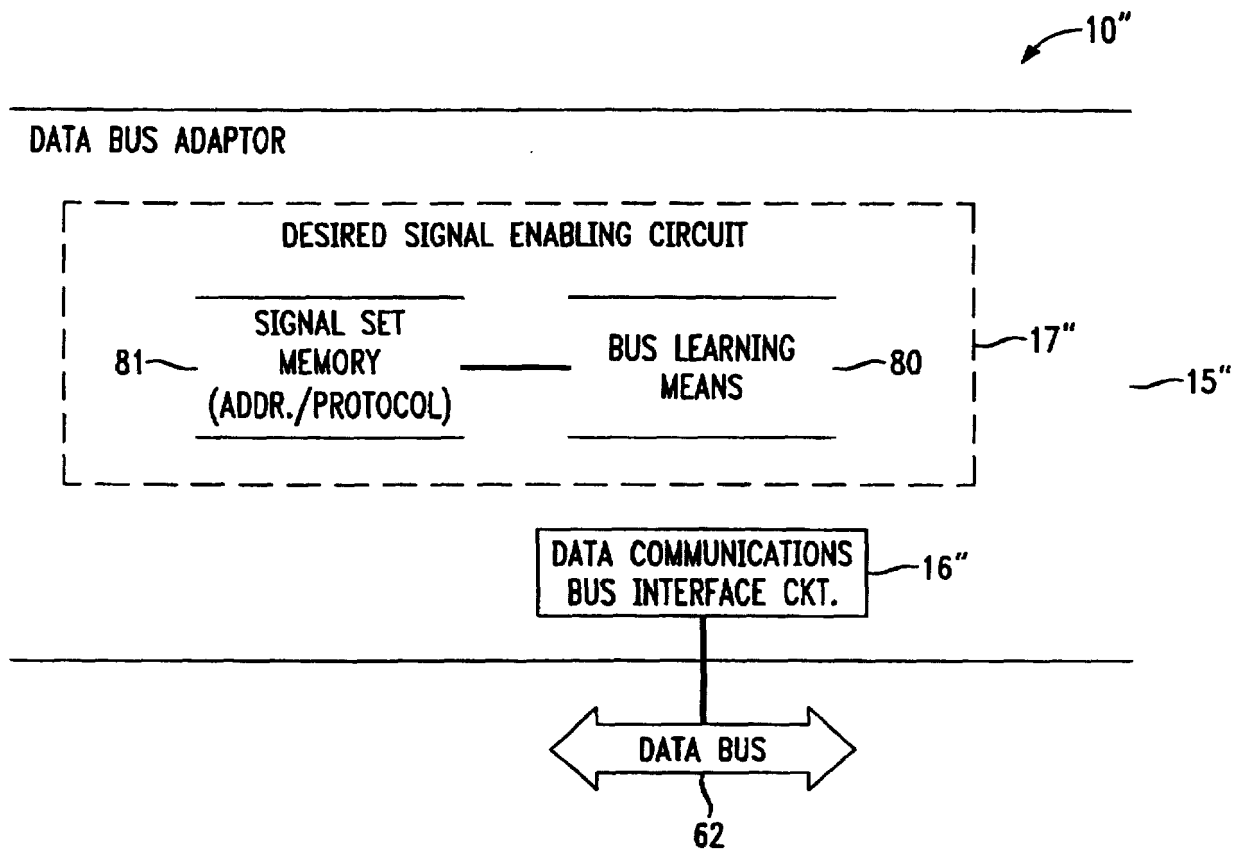 10"
DATA BUS ADAPTOR
DESIRED SIGNAL ENABLING CIRCUIT
SIGNAL SET
MEMORY
(ADDR./PROTOCOL)
81
BUS LEARNING
MEANS
80
17"
15"
DATA COMMUNICATIONS
BUS INTERFACE CKT.
16"
DATA BUS
62